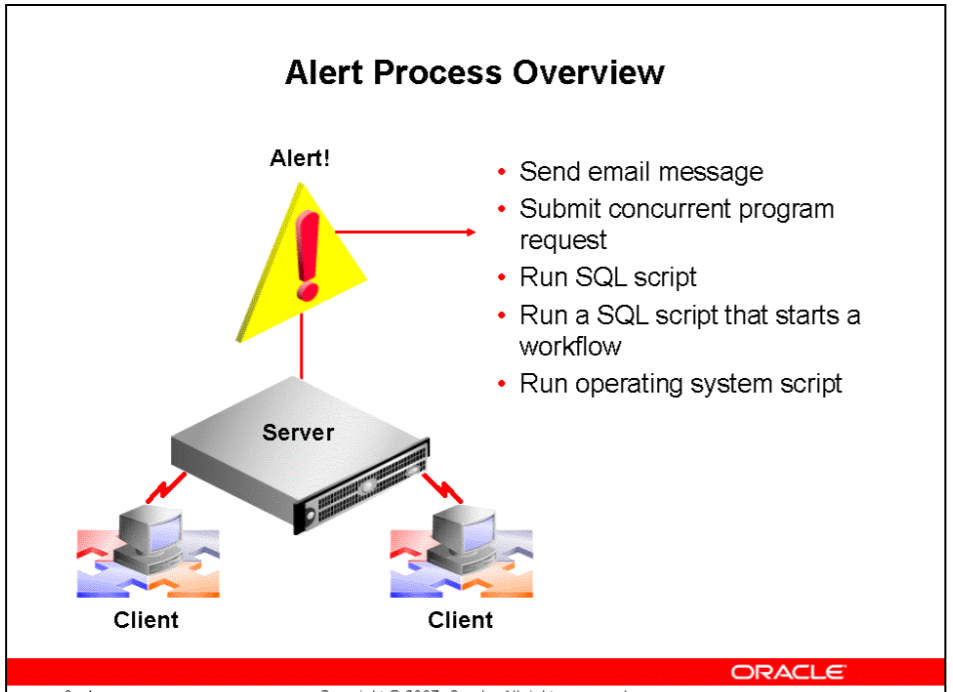 Alert Process Overview
Alert!
• Send email message
• Submit concurrent program
request
• Run SQL script
• Run a SQL script that starts a
workflow
• Run operating system script
Server
Client
Client
ORACLE